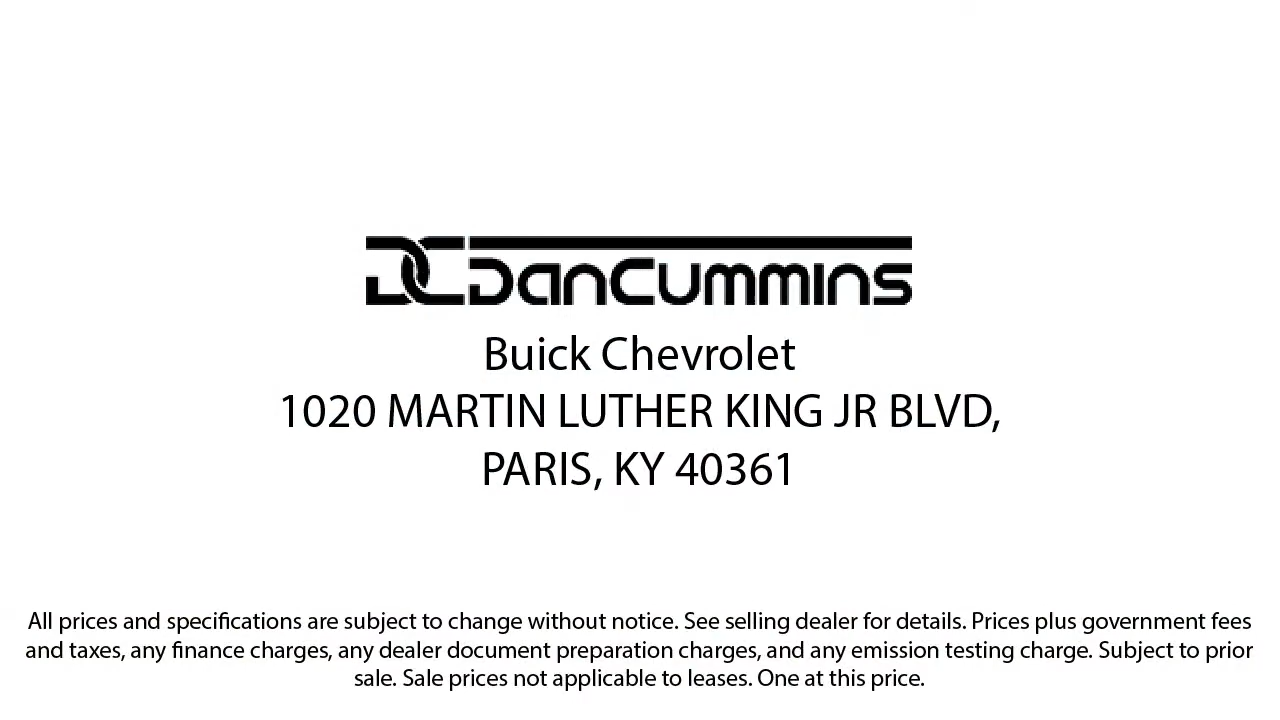 DC DanCummins
Buick Chevrolet
1020 MARTIN LUTHER KING JR BLVD,
PARIS, KY 40361
All prices and specifications are subject to change without notice. See selling dealer for details. Prices plus government fees
and taxes, any finance charges, any dealer document preparation charges, and any emission testing charge. Subject to prior
sale. Sale prices not applicable to leases. One at this price.